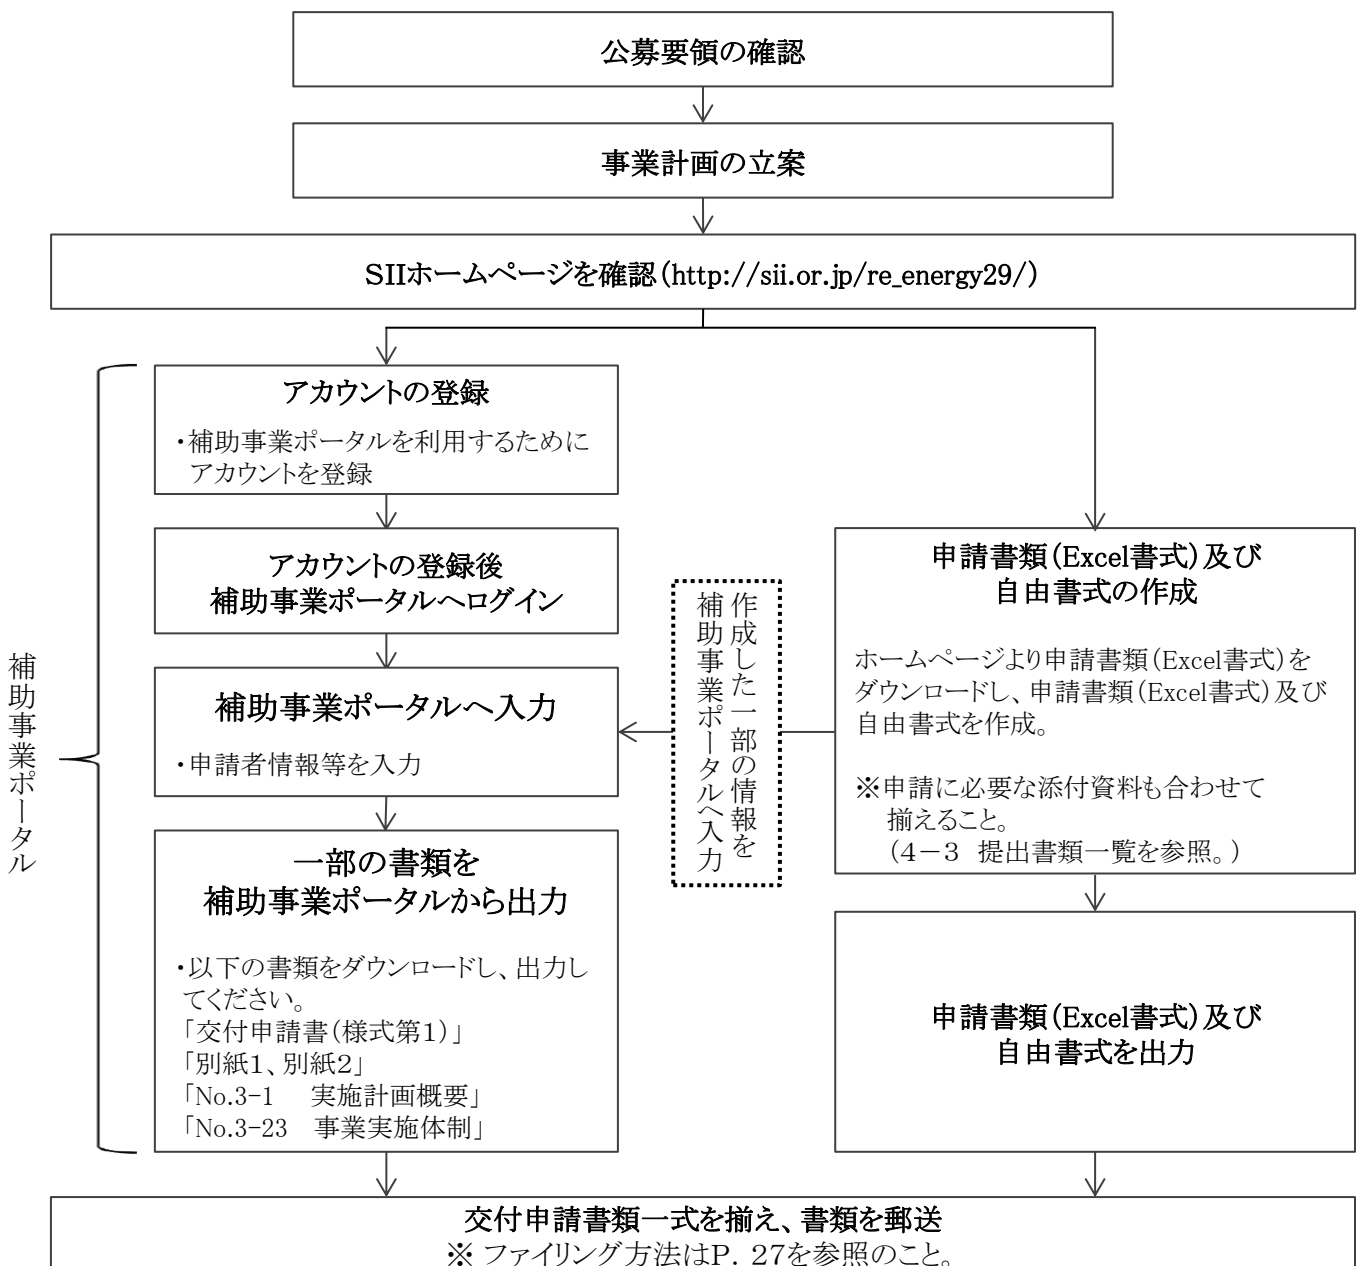 公募要領の確認
事業計画の立案
SIIホームページを確認(http://sii.or.jp/re_energy29/)
補助事業ポータル
アカウントの登録
・補助事業ポータルを利用するために
アカウントを登録
アカウントの登録後
補助事業ポータルへログイン
補助事業ポータルへ入力
・申請者情報等を入力
一部の書類を
補助事業ポータルから出力
・以下の書類をダウンロードし、出力し
てください。
「交付申請書(様式第1)」
「別紙1、別紙2」
「No.3-1　実施計画概要」
「No.3-23　事業実施体制」
作成した一部の情報を
補助事業ポータルへ入力
申請書類(Excel書式)及び
自由書式の作成
ホームページより申請書類(Excel書式)を
ダウンロードし、申請書類(Excel書式)及び
自由書式を作成。
※申請に必要な添付資料も合わせて
揃えること。
(4－3　提出書類一覧を参照。)
申請書類(Excel書式)及び
自由書式を出力
交付申請書類一式を揃え、書類を郵送
※ ファイリング方法はP. 27を参照のこと。